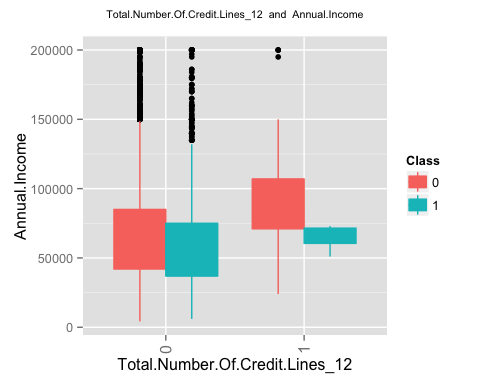 Total.Number.Of.Credit.Lines_12 and Annual.Income
200000
150000
100000
50000
0
Annual.Income
0
1
Total.Number.Of.Credit.Lines_12
Class
0
1